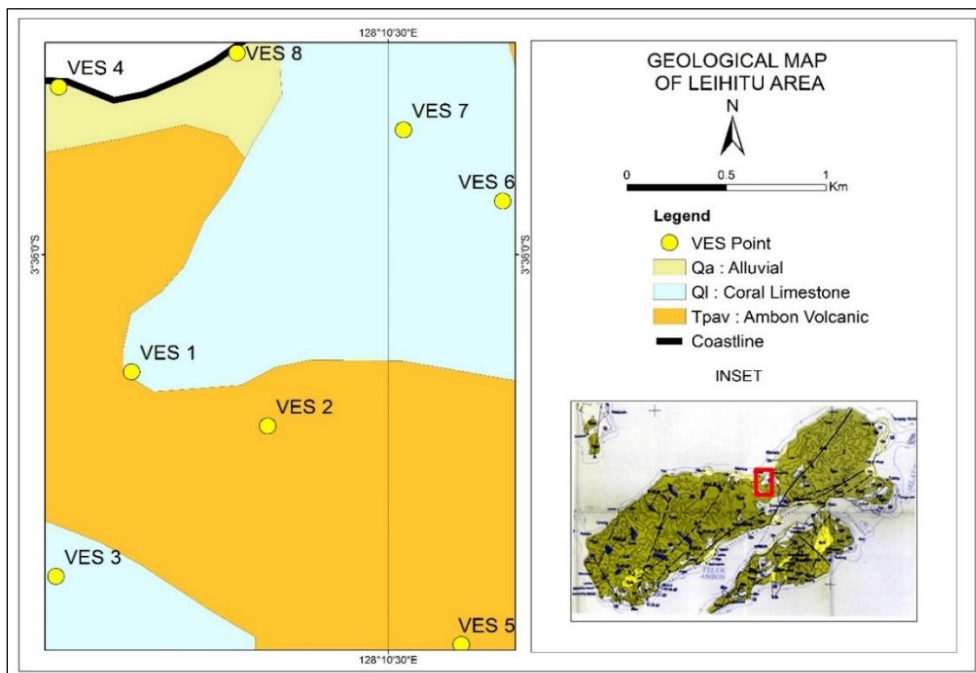 128°10'30"E
VES 8
VES 4
VES 7
VES 6
3°36'0"S
3°36'0"S
VES 1
VES 2
VES 3
VES 5
128°10'30"E
GEOLOGICAL MAP
OF LEIHITU AREA
N
0 0.5 1
Km
Legend
VES Point
Qa : Alluvial
Ql : Coral Limestone
Tpav : Ambon Volcanic
Coastline
INSET
TELUK
AMBON